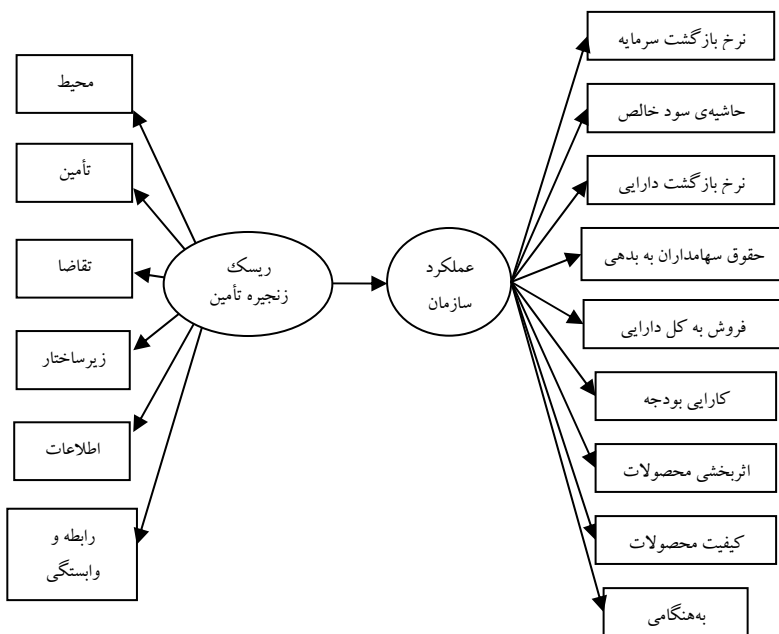 نرخ بازگشت سرمایه
حاشیه‌ی سود خالص
نرخ بازگشت دارایی
حقوق سهامداران به بدهی
فروش به کل دارایی
کارایی بودجه
اثربخشی محصولات
کیفیت محصولات
به‌هنگامی
عملکرد
سازمان
ریسک
زنجیره تأمین
محیط
تأمین
تقاضا
زیرساختار
اطلاعات
رابطه و
وابستگی